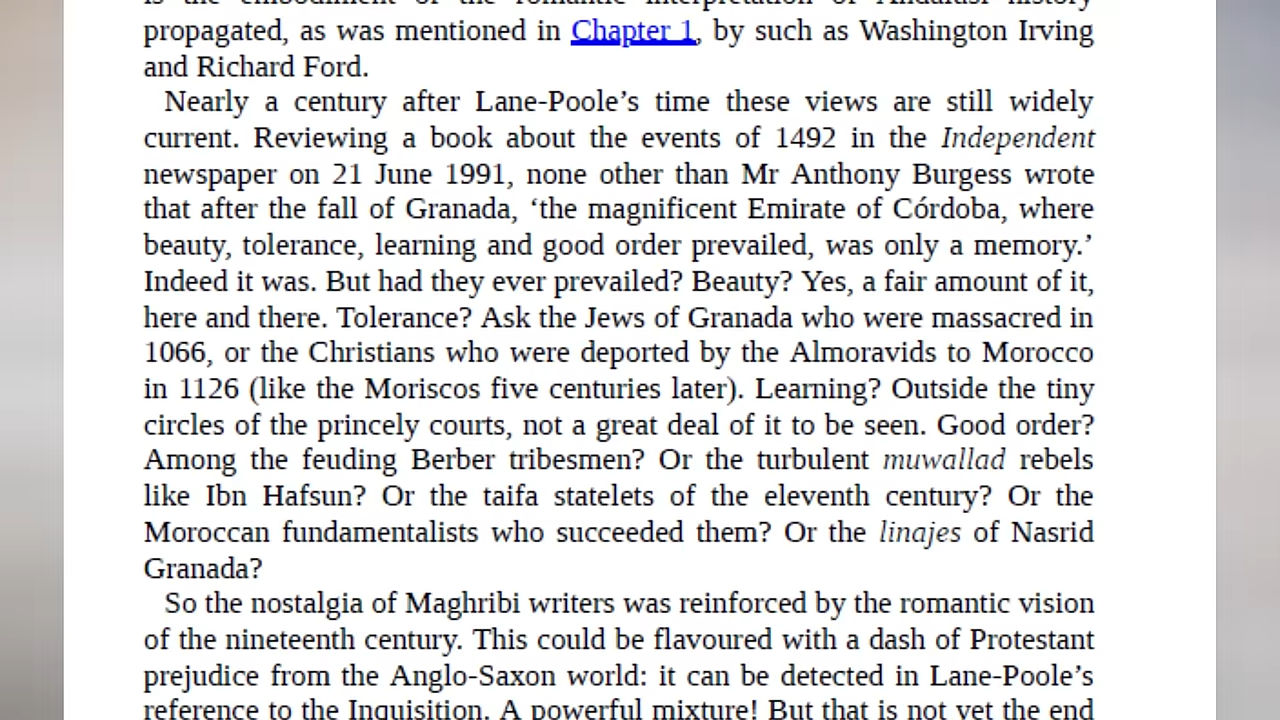 is the embodiment of the romantic interpretation of Andalusi history
propagated, as was mentioned in Chapter 1, by such as Washington Irving
and Richard Ford.
Nearly a century after Lane-Poole’s time these views are still widely
current. Reviewing a book about the events of 1492 in the Independent
newspaper on 21 June 1991, none other than Mr Anthony Burgess wrote
that after the fall of Granada, ‘the magnificent Emirate of Córdoba, where
beauty, tolerance, learning and good order prevailed, was only a memory.’
Indeed it was. But had they ever prevailed? Beauty? Yes, a fair amount of it,
here and there. Tolerance? Ask the Jews of Granada who were massacred in
1066, or the Christians who were deported by the Almoravids to Morocco
in 1126 (like the Moriscos five centuries later). Learning? Outside the tiny
circles of the princely courts, not a great deal of it to be seen. Good order?
Among the feuding Berber tribesmen? Or the turbulent muwallad rebels
like Ibn Hafsun? Or the taifa statelets of the eleventh century? Or the
Moroccan fundamentalists who succeeded them? Or the linajes of Nasrid
Granada?
So the nostalgia of Maghribi writers was reinforced by the romantic vision
of the nineteenth century. This could be flavoured with a dash of Protestant
prejudice from the Anglo-Saxon world: it can be detected in Lane-Poole’s
reference to the Inquisition. A powerful mixture! But that is not yet the end